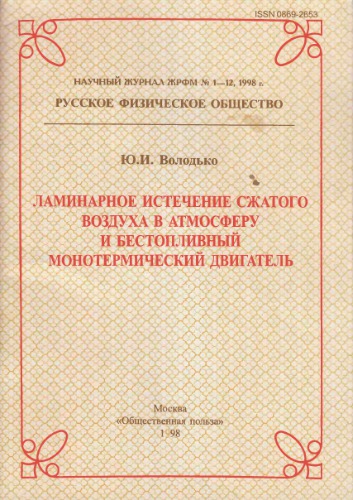 ISSN 0869-2653
НАУЧНЫЙ ЖУРНАЛ ЖРФМ № 1—12, 1998 г.
РУССКОЕ ФИЗИЧЕСКОЕ ОБЩЕСТВО
Ю.И. Володько
ЛАМИНАРНОЕ ИСТЕЧЕНИЕ СЖАТОГО
ВОЗДУХА В АТМОСФЕРУ
И БЕСТОПЛИВНЫЙ
МОНОТЕРМИЧЕСКИЙ ДВИГАТЕЛЬ
Москва
«Общественная польза»
1-98